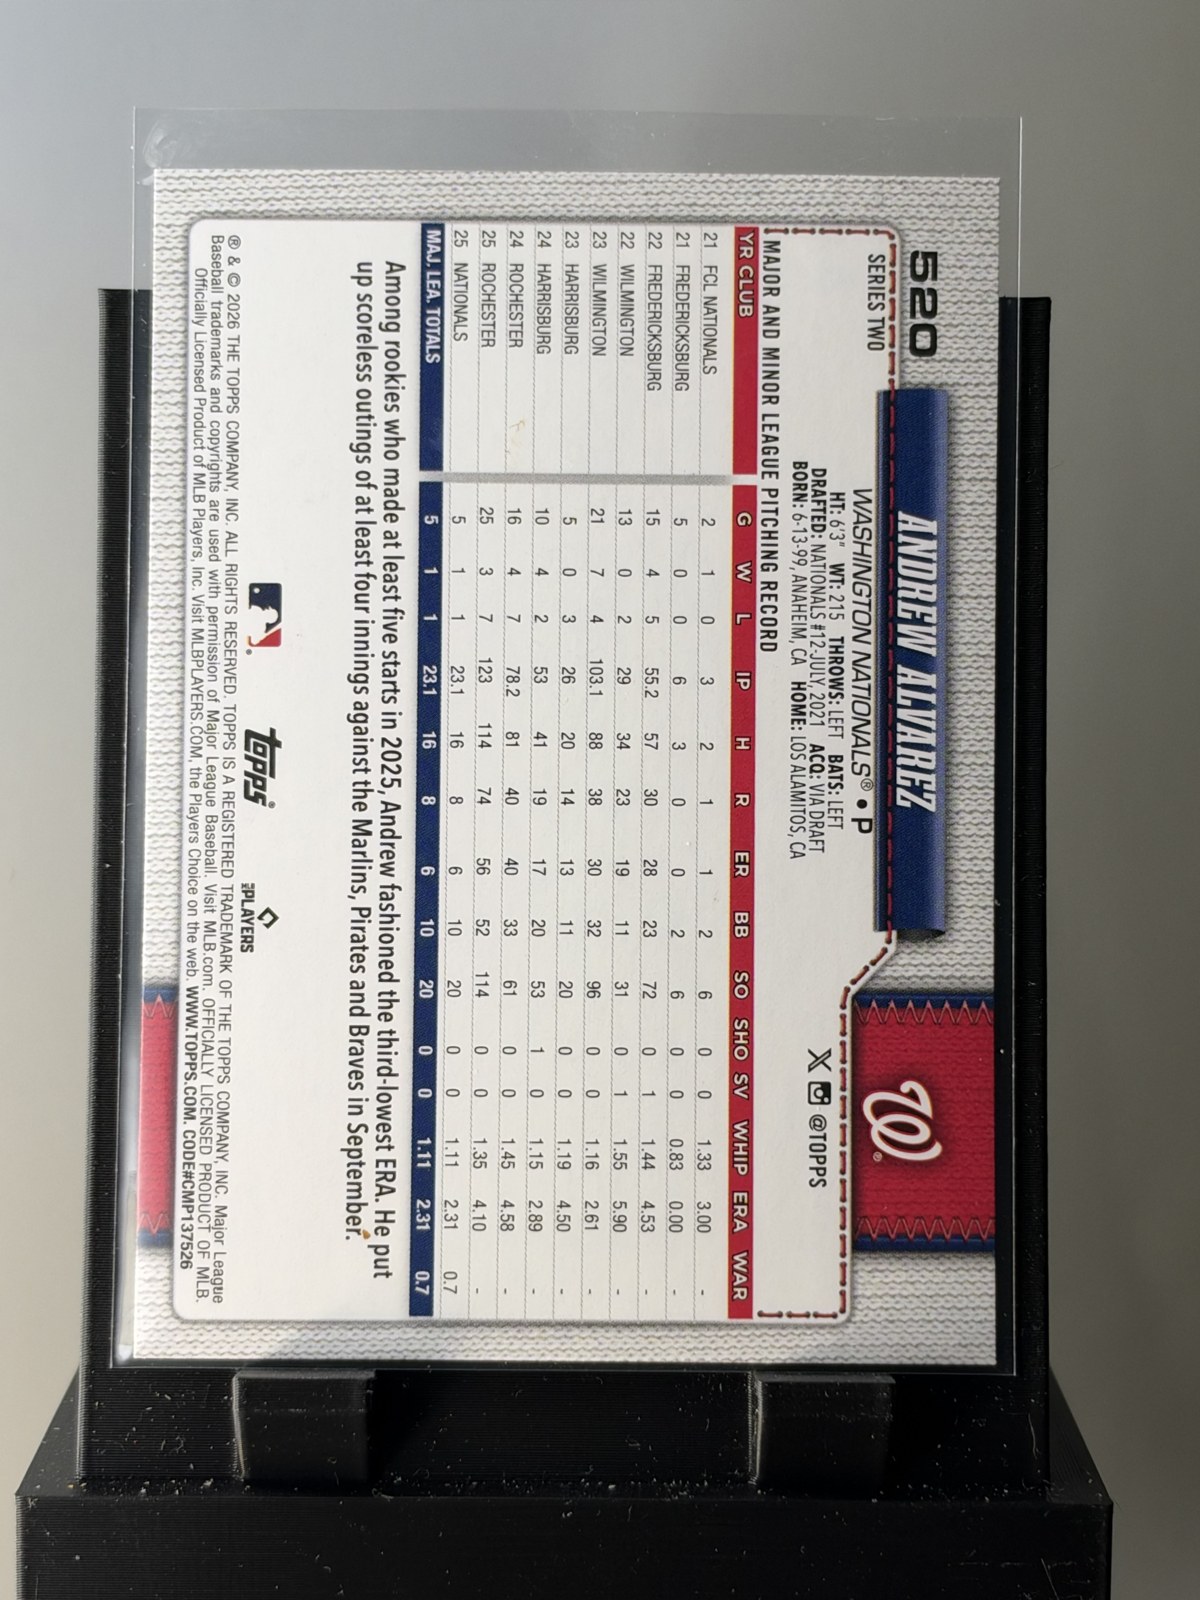 520
SERIES TWO
ANDREW ALVAREZ
WASHINGTON NATIONALS® • P
HT: 6'3" WT: 215 THROWS: LEFT BATS: LEFT
DRAFTED: NATIONALS #12-JULY, 2021 ACQ: VIA DRAFT
BORN: 6-13-99, ANAHEIM, CA HOME: LOS ALAMITOS, CA
W®
X @TOPPS
MAJOR AND MINOR LEAGUE PITCHING RECORD
YR CLUB G W L IP H R ER BB SO SHO SV WHIP ERA WAR
21 FCL NATIONALS 2 1 0 3 2 1 1 2 6 0 0 1.33 3.00 -
21 FREDERICKSBURG 5 0 0 6 3 0 0 2 6 0 0 0.83 0.00 -
22 FREDERICKSBURG 15 4 5 55.2 57 30 28 23 72 0 1 1.44 4.53 -
22 WILMINGTON 13 0 2 29 34 23 19 11 31 0 1 1.55 5.90 -
23 WILMINGTON 21 7 4 103.1 88 38 30 32 96 0 0 1.16 2.61 -
23 HARRISBURG 5 0 3 26 20 14 13 11 20 0 0 1.19 4.50 -
24 HARRISBURG 10 4 2 53 41 19 17 20 53 1 0 1.15 2.89 -
24 ROCHESTER 16 4 7 78.2 81 40 40 33 61 0 0 1.45 4.58 -
25 ROCHESTER 25 3 7 123 114 74 56 52 114 0 0 1.35 4.10 -
25 NATIONALS 5 1 1 23.1 16 8 6 10 20 0 0 1.11 2.31 0.7
MAJ. LEA. TOTALS 5 1 1 23.1 16 8 6 10 20 0 0 1.11 2.31 0.7
Among rookies who made at least five starts in 2025, Andrew fashioned the third-lowest ERA. He put
up scoreless outings of at least four innings against the Marlins, Pirates and Braves in September.
topps®
MLB PLAYERS
® & © 2026 THE TOPPS COMPANY, INC. ALL RIGHTS RESERVED. TOPPS IS A REGISTERED TRADEMARK OF THE TOPPS COMPANY, INC. Major League
Baseball trademarks and copyrights are used with permission of Major League Baseball. Visit MLB.com. OFFICIALLY LICENSED PRODUCT OF MLB.
Officially Licensed Product of MLB Players, Inc. Visit MLBPLAYERS.COM, the Players Choice on the web. WWW.TOPPS.COM. CODE#CMP137526